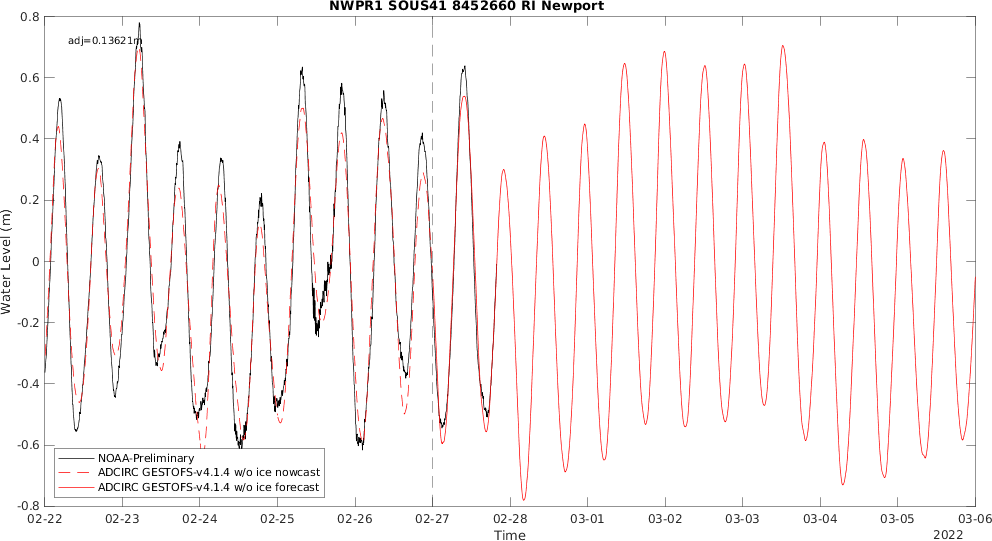 NWPR1 SOUS41 8452660 RI Newport
adj=0.13621m
Water Level (m)
0.8
0.6
0.4
0.2
0
-0.2
-0.4
-0.6
-0.8
NOAA-Preliminary
ADCIRC GESTOFS-v4.1.4 w/o ice nowcast
ADCIRC GESTOFS-v4.1.4 w/o ice forecast
02-22 02-23 02-24 02-25 02-26 02-27 02-28 03-01 03-02 03-03 03-04 03-05 03-06
Time
2022